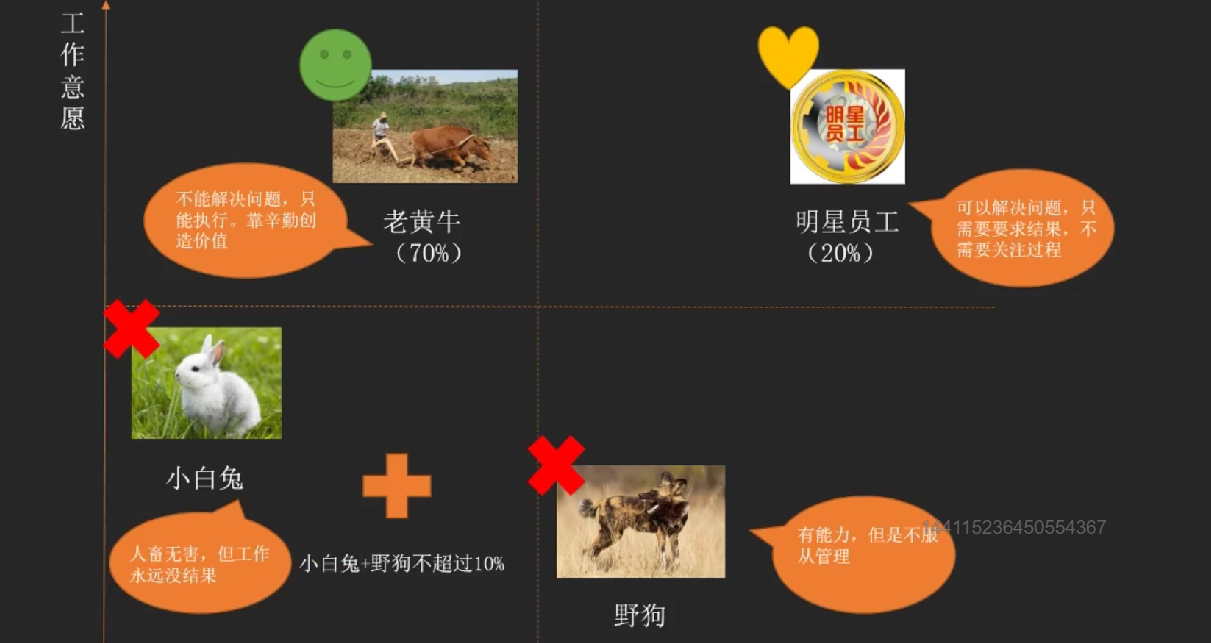 工
作
意
愿
明星
员工
不能解决问题，只
能执行。靠辛勤创
造价值
老黄牛
（70%）
明星员工
（20%）
可以解决问题，只
需要要求结果，不
需要关注过程
小白兔
人畜无害，但工作
永远没结果
小白兔+野狗不超过10%
野狗
有能力，但是不服
从管理